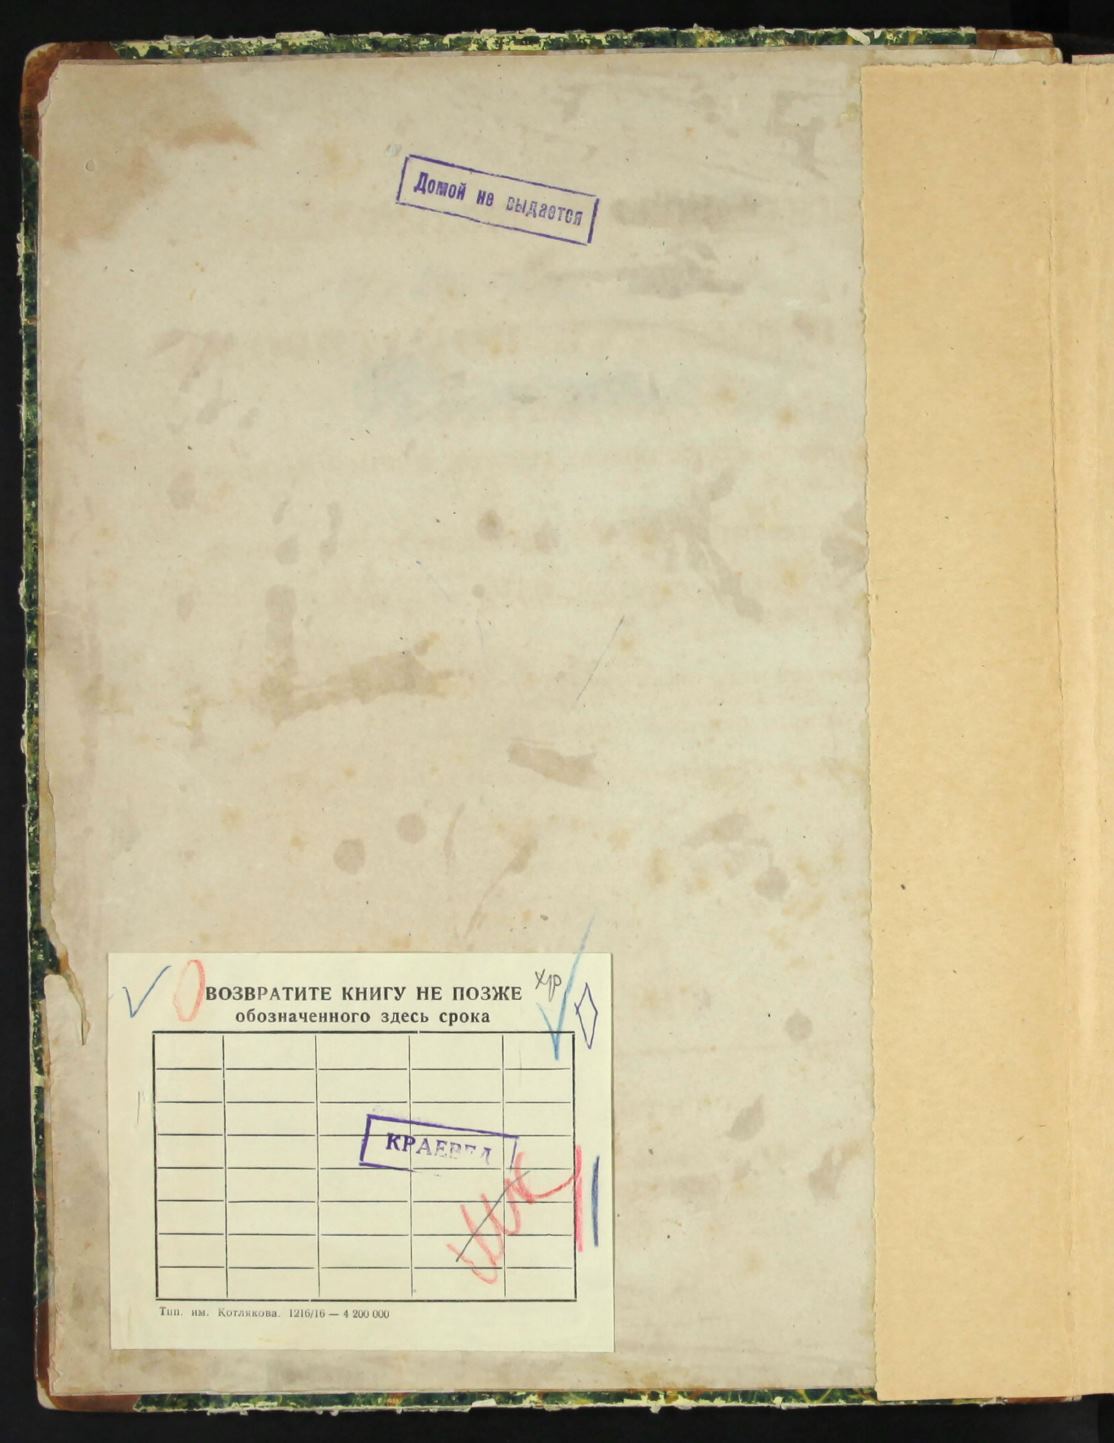 Домой не выдается
хр
ВОЗВРАТИТЕ КНИГУ НЕ ПОЗЖЕ
обозначенного здесь срока
КРАЕВЕД
Тип. им. Котлякова. 1216/16 — 4 200 000